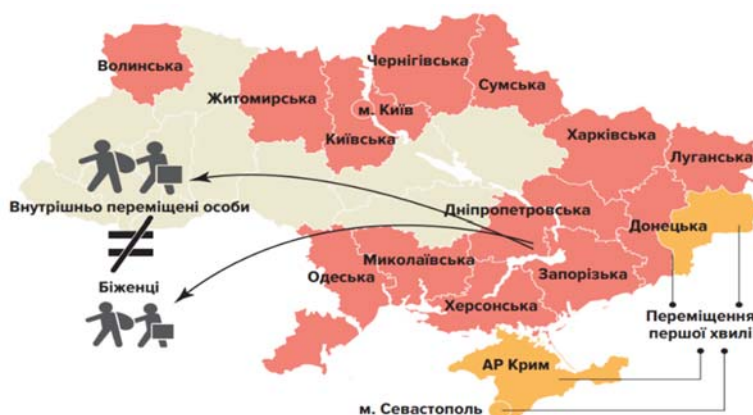 Волинська
Житомирська
Київська
м. Київ
Чернігівська
Сумська
Харківська
Луганська
Внутрішньо переміщені особи
≠
Біженці
Дніпропетровська
Донецька
Одеська
Миколаївська
Запорізька
Херсонська
Переміщення
першої хвилі
АР Крим
м. Севастополь